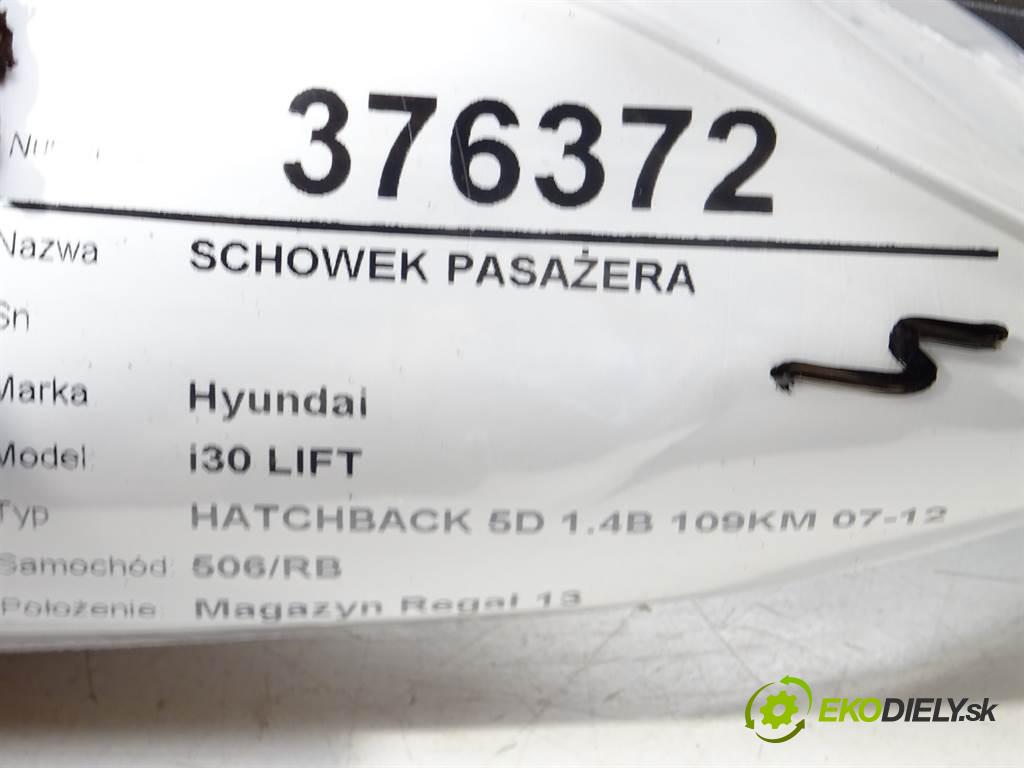 376372
Nazwa SCHOWEK PASAŻERA
Sn
Marka Hyundai
Model: i30 LIFT
Typ HATCHBACK 5D 1.4B 109KM 07-12
Samochód: 506/RB
Położenie: Magazyn Regał 13
EKODIELY.sk